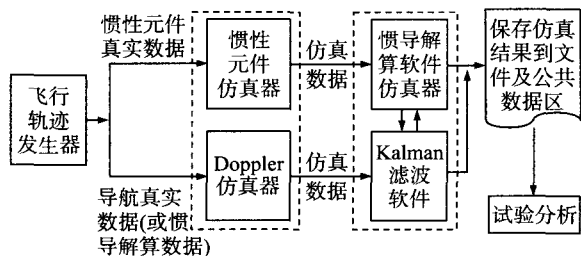 惯性元件
真实数据
飞行
轨迹
发生器
导航真实
数据(或惯
导解算数据)
惯性
元件
仿真器
仿真
数据
Doppler
仿真器
仿真
数据
惯导解
算软件
仿真器
Kalman
滤波
软件
保存仿真
结果到文
件及公共
数据区
试验分析